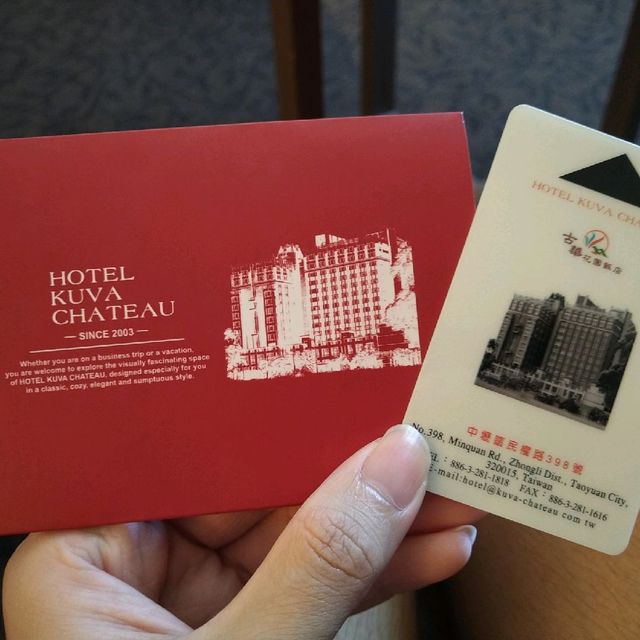 HOTEL
KUVA
CHATEAU
SINCE 2003
Whether you are on a business trip or a vacation,
you are welcome to explore the visually fascinating space
of HOTEL KUVA CHATEAU, designed especially for you
in a classic, cozy, elegant and sumptuous style.
HOTEL KUVA CHA
古華花園飯店
中壢區民權路398號
No.398, Minquan Rd., Zhongli Dist., Taoyuan City,
320015, Taiwan
TEL : 886-3-281-1818 FAX : 886-3-281-1616
e-mail:hotel@kuva-chateau.com.tw